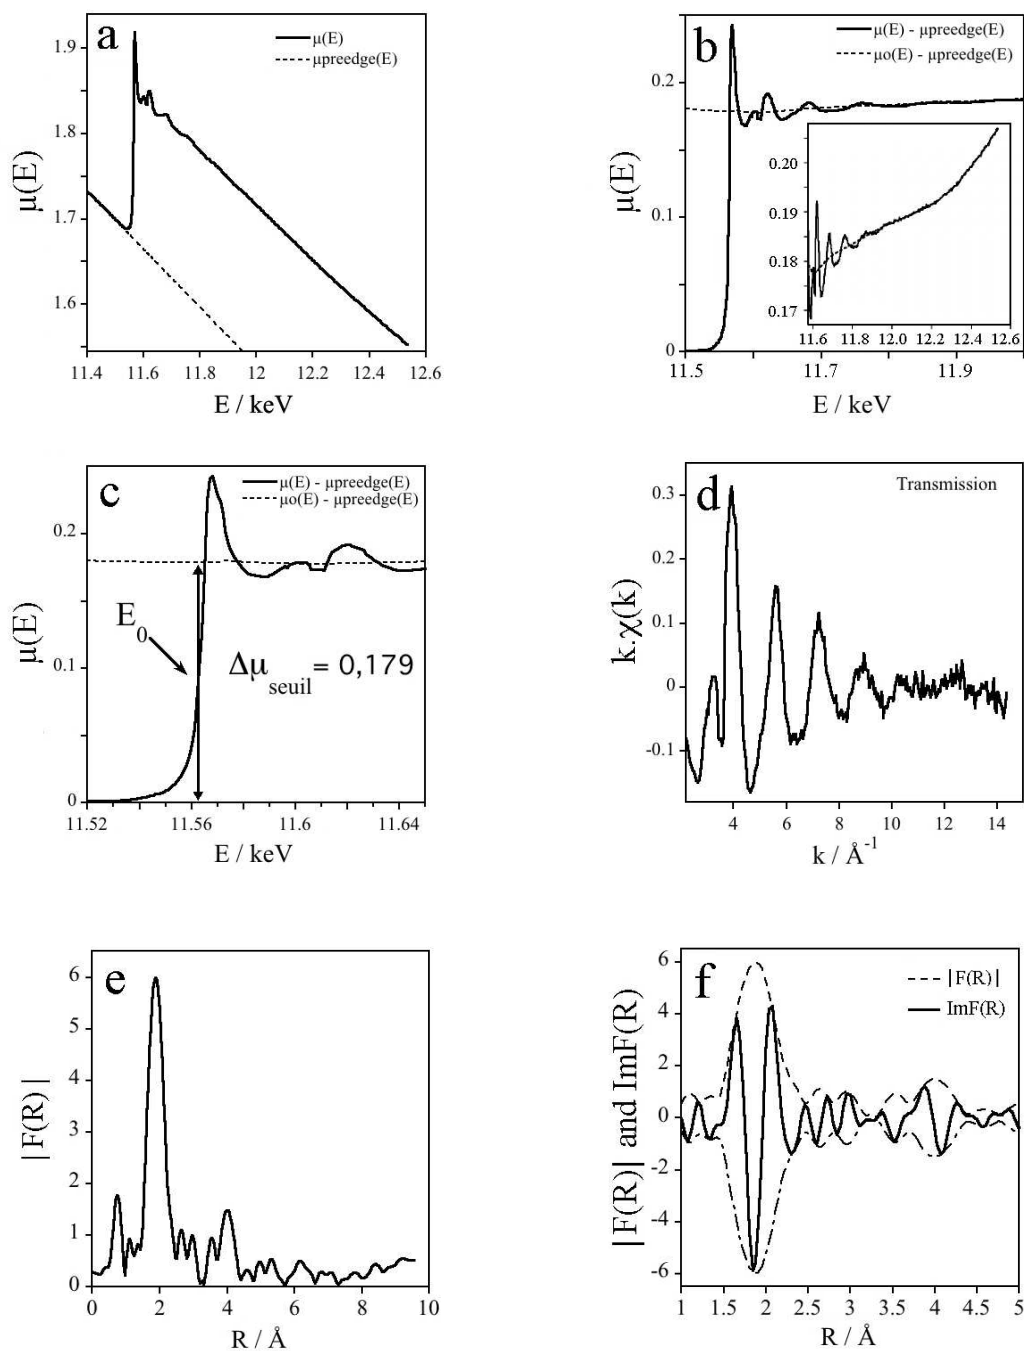 a
μ(E)
μpreedge(E)
1.9
1.8
1.7
1.6
μ(E)
11.4 11.6 11.8 12 12.2 12.4 12.6
E / keV
b
μ(E) - μpreedge(E)
μo(E) - μpreedge(E)
0.2
0.1
0
μ(E)
0.20
0.19
0.18
0.17
11.6 11.8 12.0 12.2 12.4 12.6
11.5 11.7 11.9
E / keV
c
μ(E) - μpreedge(E)
μo(E) - μpreedge(E)
0.2
0.1
0
μ(E)
E0
Δμseuil = 0,179
11.52 11.56 11.6 11.64
E / keV
d
Transmission
0.3
0.2
0.1
0
-0.1
k.χ(k)
4 6 8 10 12 14
k / Å-1
e
6
5
4
3
2
1
0
|F(R)|
0 2 4 6 8 10
R / Å
f
|F(R)|
ImF(R)
6
4
2
0
-2
-4
-6
|F(R)| and ImF(R)
1 1.5 2 2.5 3 3.5 4 4.5 5
R / Å